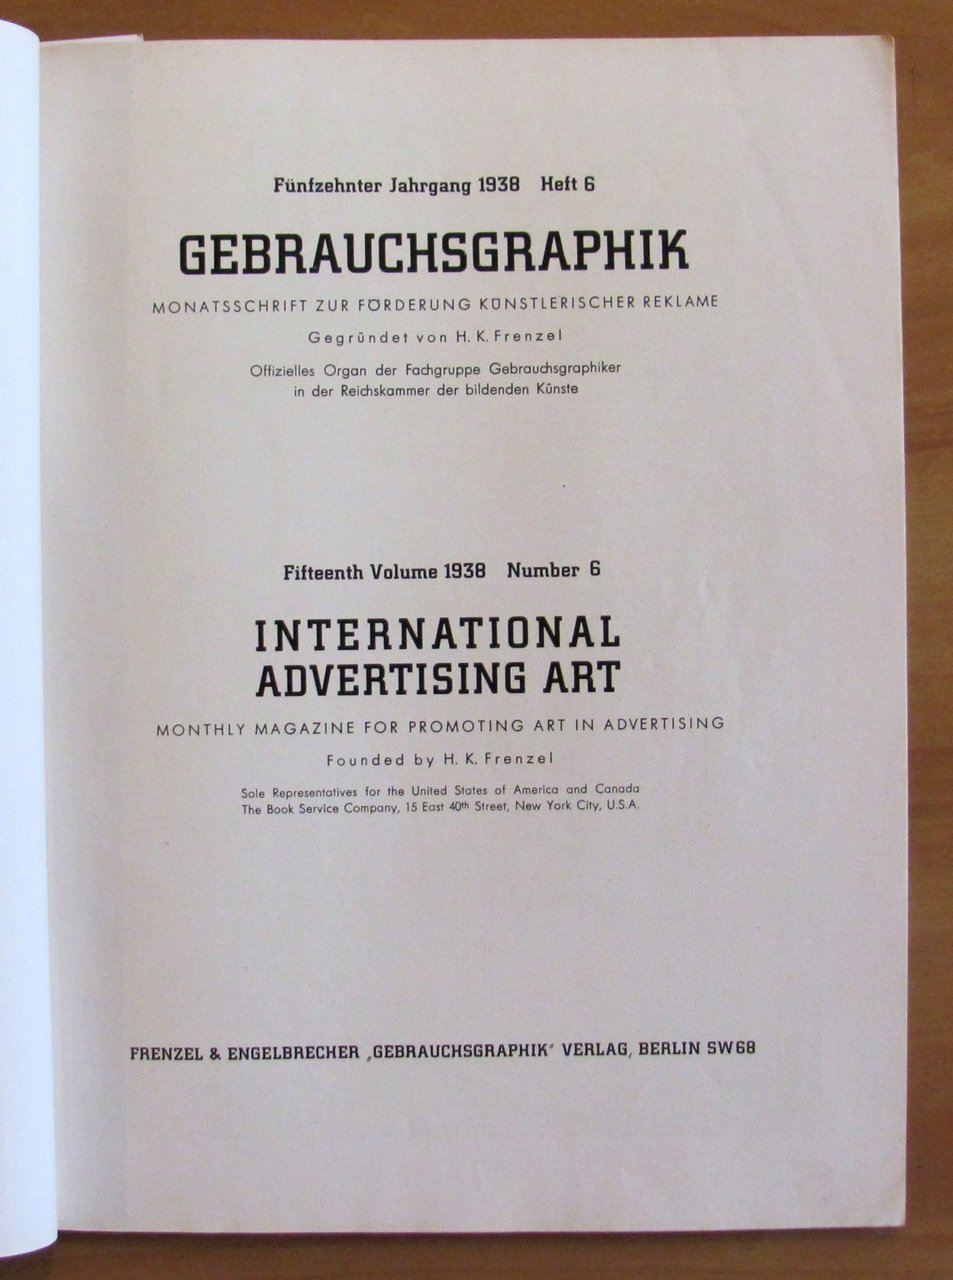 Fünfzehnter Jahrgang 1938 Heft 6
GEBRAUCHSGRAPHIK
MONATSSCHRIFT ZUR FÖRDERUNG KÜNSTLERISCHER REKLAME
Gegründet von H. K. Frenzel
Offizielles Organ der Fachgruppe Gebrauchsgraphiker
in der Reichskammer der bildenden Künste
Fifteenth Volume 1938 Number 6
INTERNATIONAL
ADVERTISING ART
MONTHLY MAGAZINE FOR PROMOTING ART IN ADVERTISING
Founded by H. K. Frenzel
Sole Representatives for the United States of America and Canada
The Book Service Company, 15 East 40th Street, New York City, U.S.A.
FRENZEL & ENGELBRECHER „GEBRAUCHSGRAPHIK“ VERLAG, BERLIN SW68